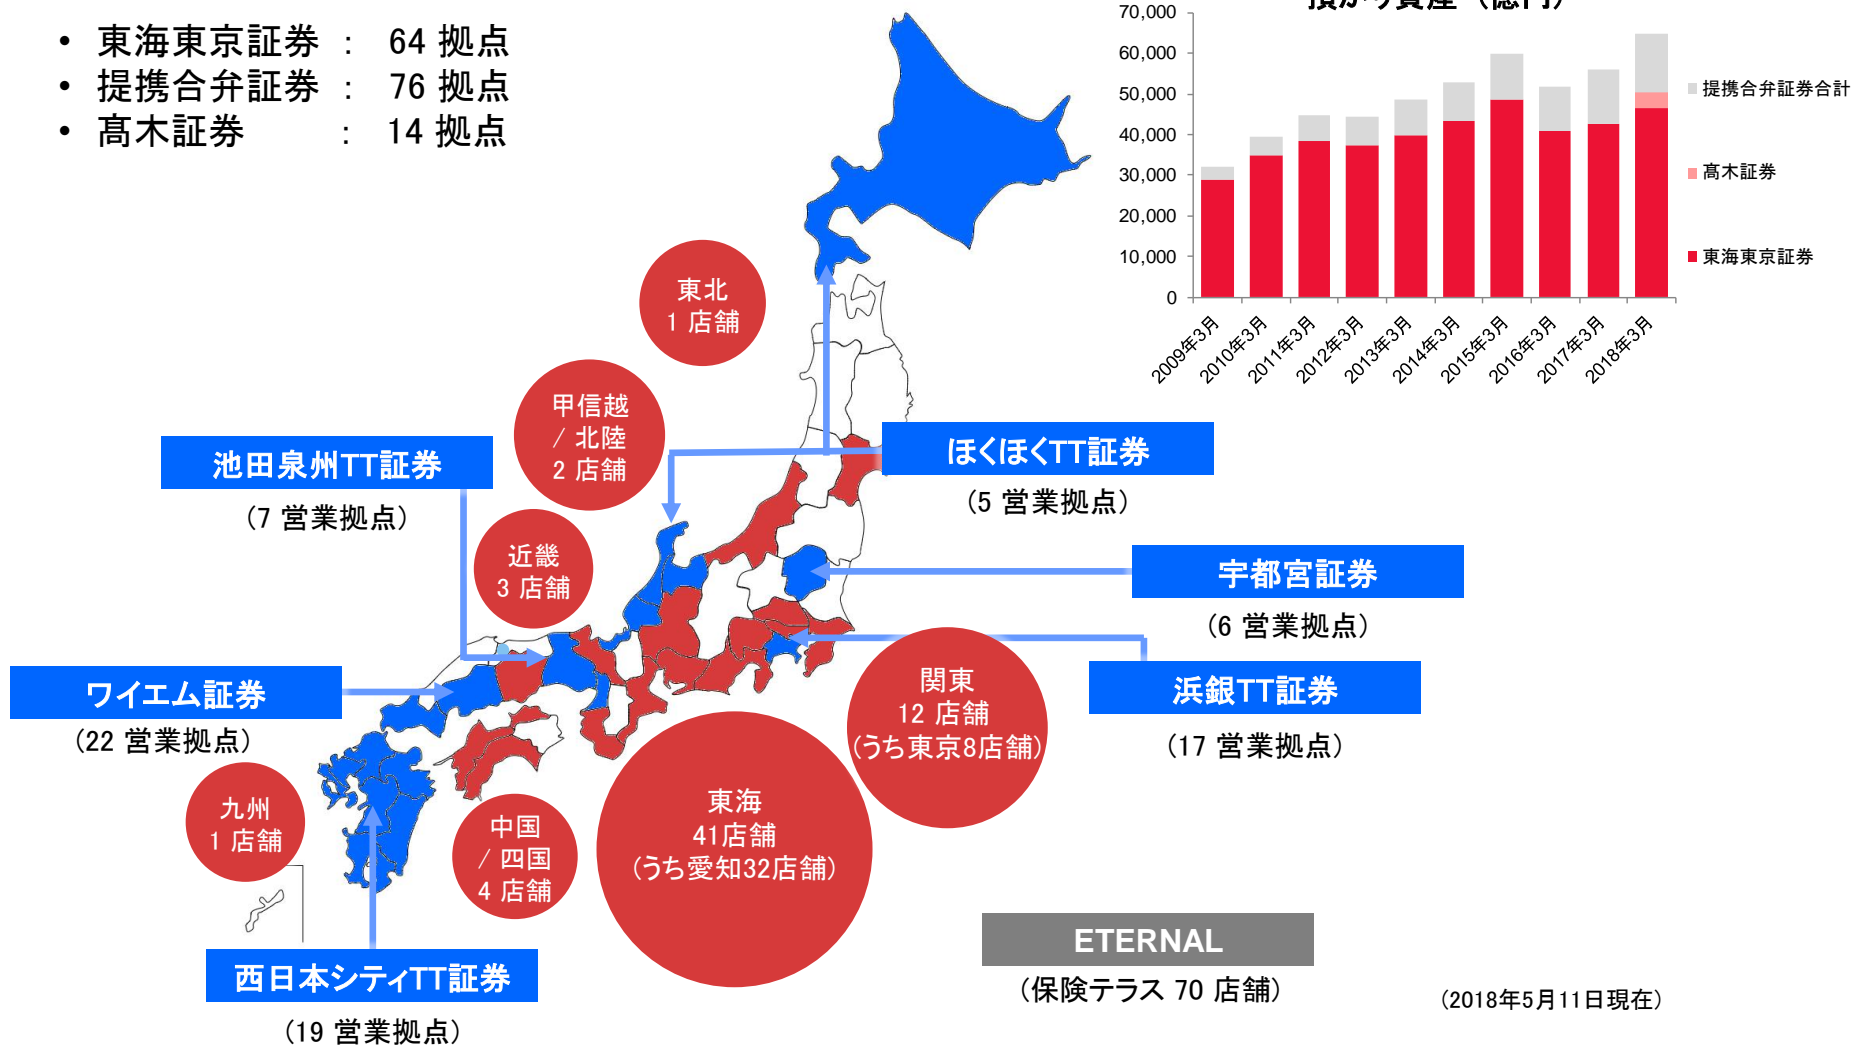 • 東海東京証券 ： 64 拠点
• 提携合弁証券 ： 76 拠点
• 髙木証券 ： 14 拠点
預かり資産 （億円）
70,000
60,000
50,000
40,000
30,000
20,000
10,000
0
2009年3月
2010年3月
2011年3月
2012年3月
2013年3月
2014年3月
2015年3月
2016年3月
2017年3月
2018年3月
提携合弁証券合計
髙木証券
東海東京証券
東北
1 店舗
甲信越
/ 北陸
2 店舗
池田泉州TT証券
（7 営業拠点）
ほくほくTT証券
（5 営業拠点）
近畿
3 店舗
宇都宮証券
（6 営業拠点）
ワイエム証券
（22 営業拠点）
関東
12 店舗
（うち東京8店舗）
浜銀TT証券
（17 営業拠点）
九州
1 店舗
中国
/ 四国
4 店舗
東海
41店舗
（うち愛知32店舗）
西日本シティTT証券
（19 営業拠点）
ETERNAL
（保険テラス 70 店舗）
（2018年5月11日現在）